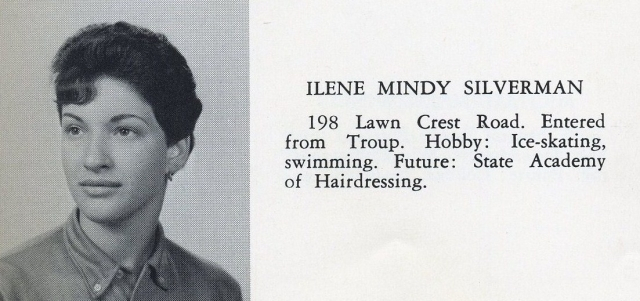 ILENE MINDY SILVERMAN
198 Lawn Crest Road. Entered
from Troup. Hobby: Ice-skating,
swimming. Future: State Academy
of Hairdressing.